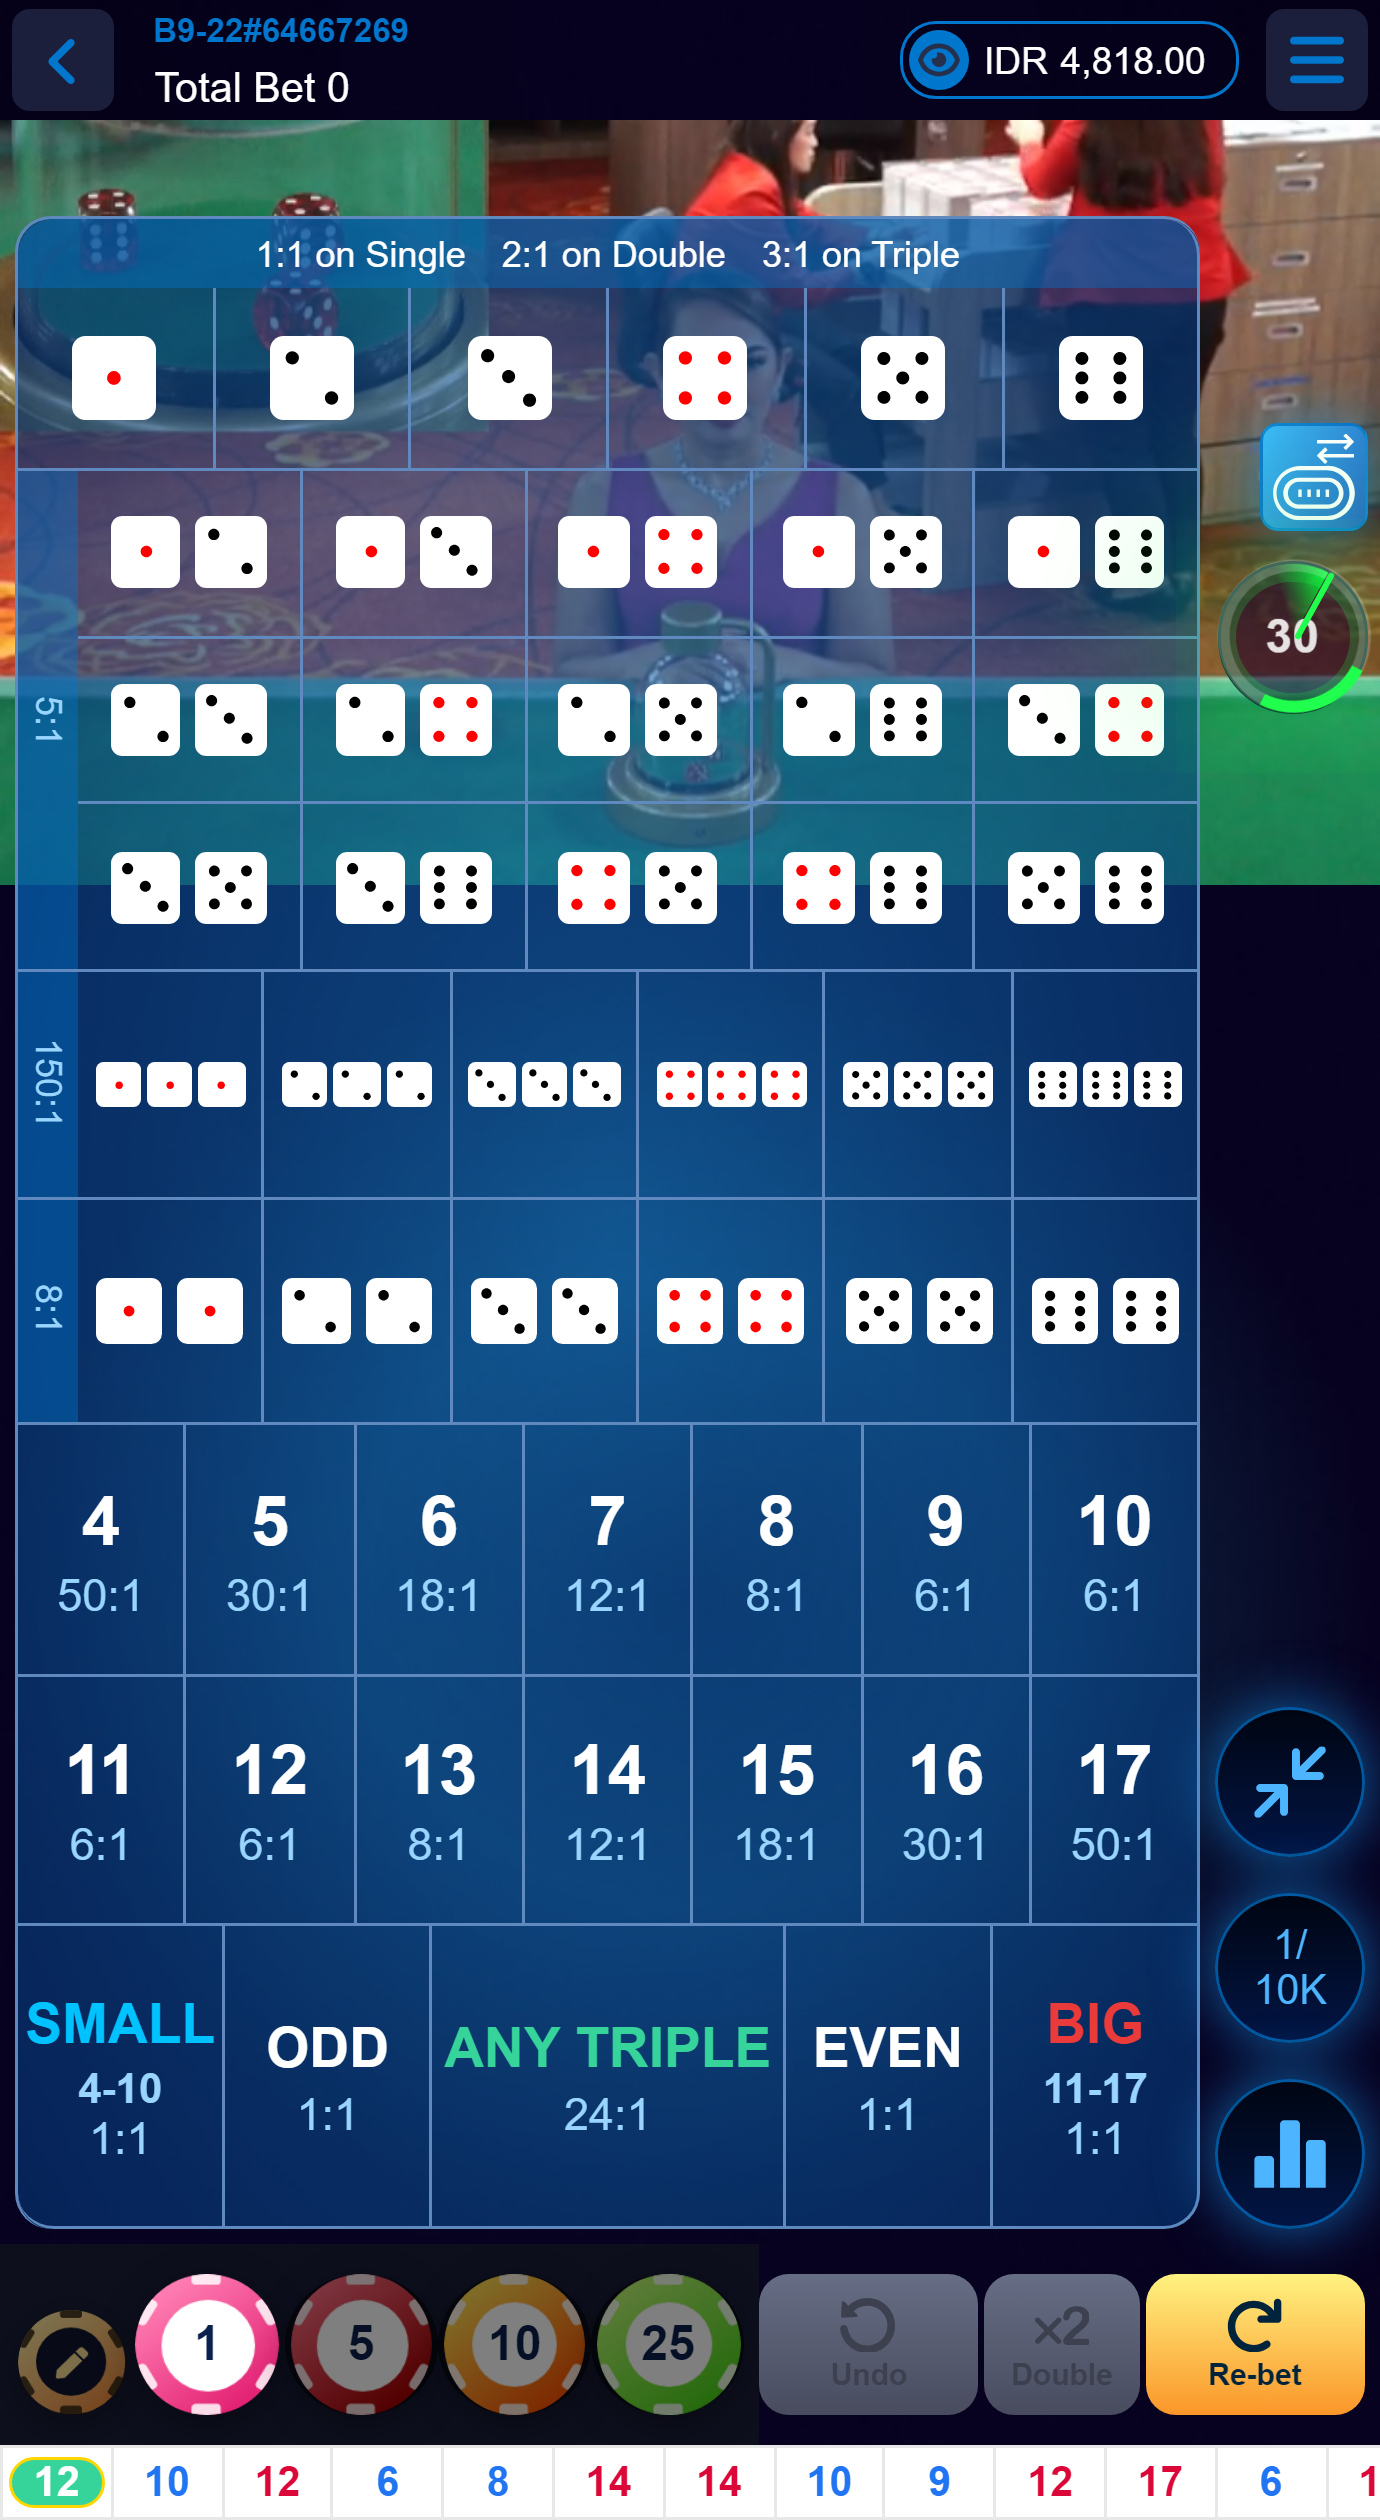 B9-22#64667269
Total Bet 0
IDR 4,818.00
1:1 on Single 2:1 on Double 3:1 on Triple
30
5:1
150:1
8:1
4 5 6 7 8 9 10
50:1 30:1 18:1 12:1 8:1 6:1 6:1
11 12 13 14 15 16 17
6:1 6:1 8:1 12:1 18:1 30:1 50:1
SMALL ODD ANY TRIPLE EVEN BIG
4-10 11-17
1:1 1:1 24:1 1:1 1:1
1/
10K
1 5 10 25
x2
Undo Double Re-bet
12 10 12 6 8 14 14 10 9 12 17 6